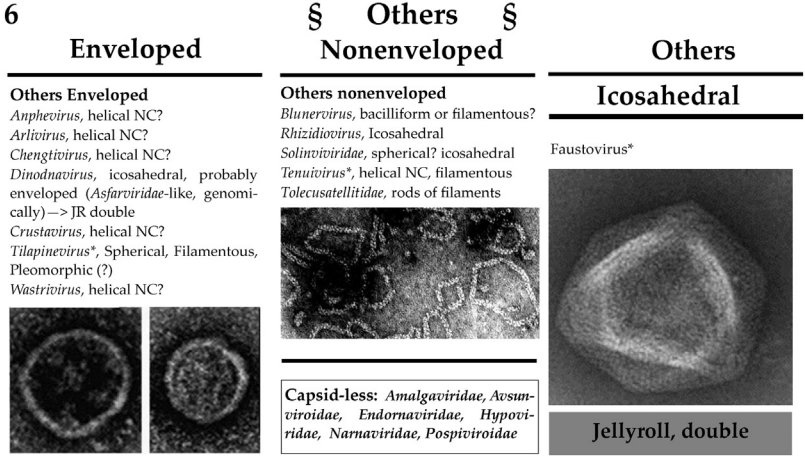 6
§ Others §
Enveloped
Others Enveloped
Anphevirus, helical NC?
Arlivirus, helical NC?
Chengtivirus, helical NC?
Dinodnavirus, icosahedral, probably
enveloped (Asfarviridae-like, genomi-
cally)—> JR double
Crustavirus, helical NC?
Tilapinevirus*, Spherical, Filamentous,
Pleomorphic (?)
Wastrivirus, helical NC?
Nonenveloped
Others nonenveloped
Blunervirus, bacilliform or filamentous?
Rhizidiovirus, Icosahedral
Solinviviridae, spherical? icosahedral
Tenuivirus*, helical NC, filamentous
Tolecusatellitidae, rods of filaments
Capsid-less: Amalgaviridae, Avsun-
viroidae, Endornaviridae, Hypovi-
ridae, Narnaviridae, Pospiviroidae
Others
Icosahedral
Faustovirus*
Jellyroll, double